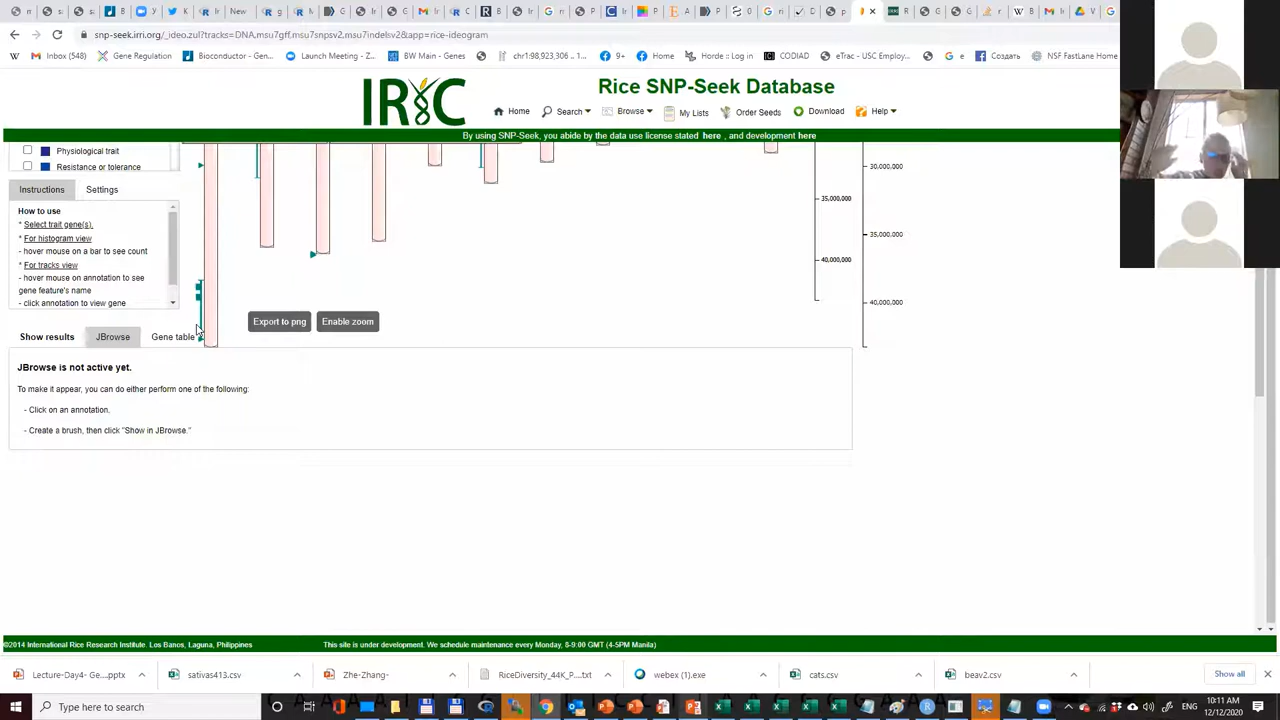 snp-seek.irri.org/_ideo.zul?tracks=DNA,msu7gff,msu7snpsv2,msu7indelsv2&app=rice-ideogram
Inbox (548) Gene Regulation Bioconductor - Ge... Launch Meeting - Z... BW Main - Genes chr1:98,923,306 ... 9+ Home Horde :: Log in CODIAD eTrac - USC Employ... G e Создать NSF FastLane Home
IRIC
Rice SNP-Seek Database
Home Search Browse My Lists Order Seeds Download Help
By using SNP-Seek, you abide by the data use license stated here , and development here
Physiological trait
Resistance or tolerance
Instructions Settings
How to use
* Select trait gene(s).
* For histogram view
- hover mouse on a bar to see count
* For tracks view
- hover mouse on annotation to see
gene feature's name
- click annotation to view gene
30,000,000
35,000,000
35,000,000
40,000,000
40,000,000
Export to png Enable zoom
Show results JBrowse Gene table
JBrowse is not active yet.
To make it appear, you can do either perform one of the following:
- Click on an annotation,
- Create a brush, then click "Show in JBrowse."
©2014 International Rice Research Institute. Los Banos, Laguna, Philippines This site is under development. We schedule maintenance every Monday, 8-9:00 GMT (4-5PM Manila)
Lecture-Day4- Ge....pptx sativas413.csv Zhe-Zhang- RiceDiversity_44K_P....txt webex (1).exe cats.csv beav2.csv Show all
Type here to search
ENG
10:11 AM
12/12/2020